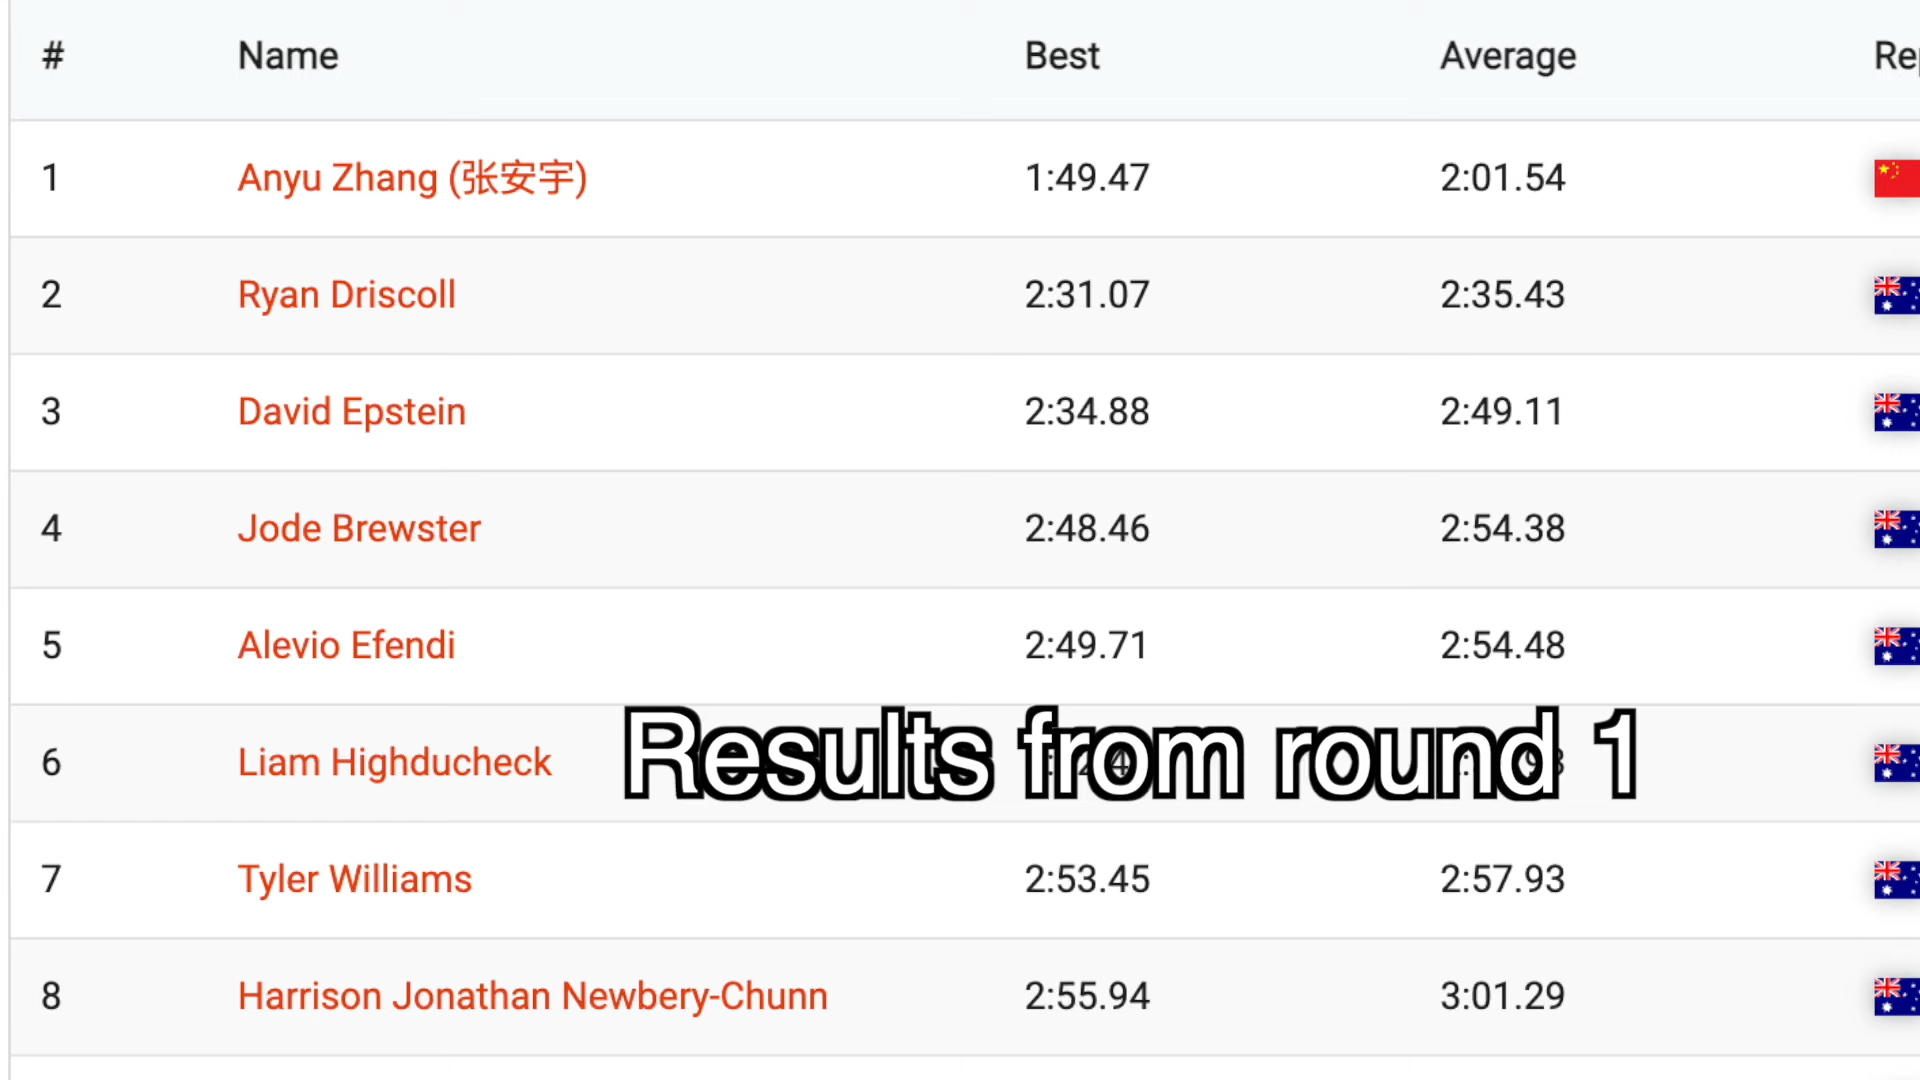 # Name Best Average Rep
1 Anyu Zhang (张安宇) 1:49.47 2:01.54
2 Ryan Driscoll 2:31.07 2:35.43
3 David Epstein 2:34.88 2:49.11
4 Jode Brewster 2:48.46 2:54.38
5 Alevio Efendi 2:49.71 2:54.48
6 Liam Highducheck
Results from round 1
7 Tyler Williams 2:53.45 2:57.93
8 Harrison Jonathan Newbery-Chunn 2:55.94 3:01.29